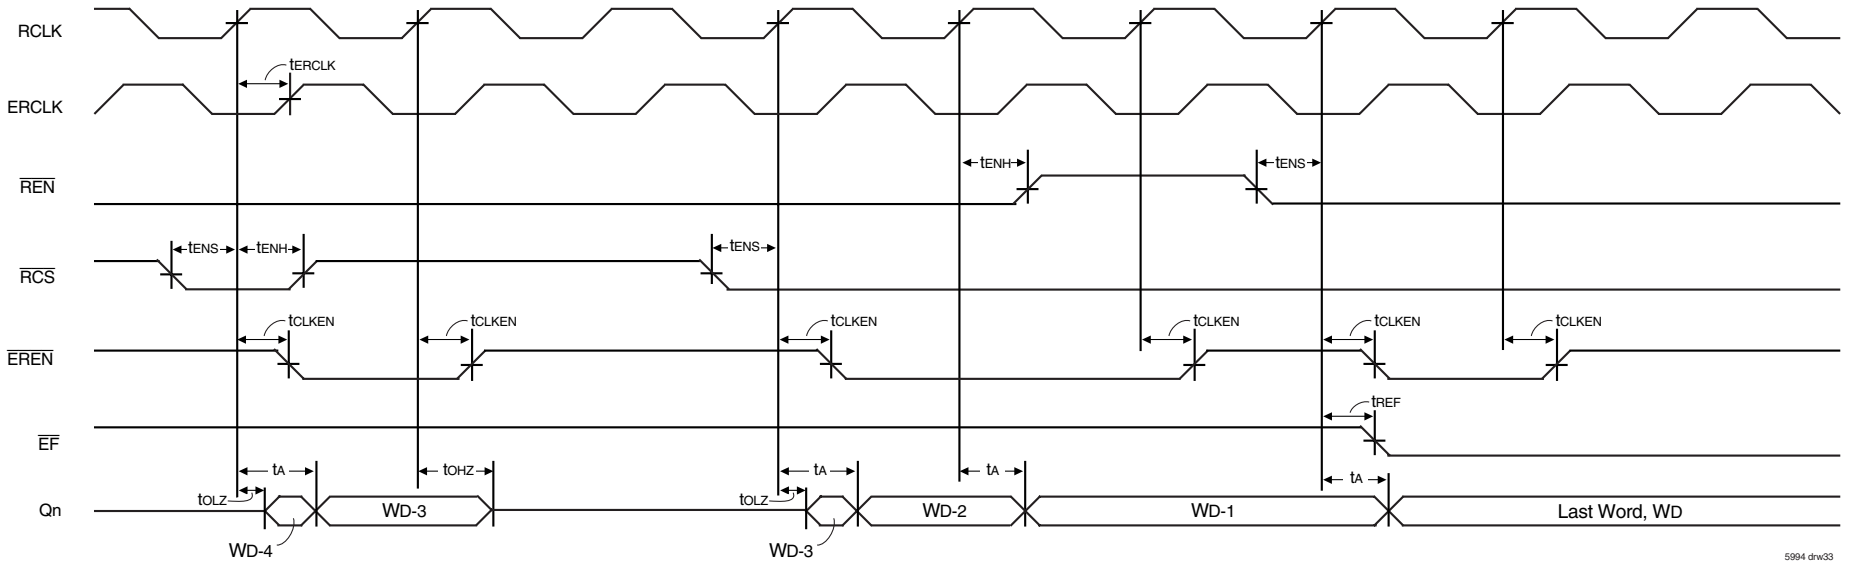 RCLK
tERCLK
ERCLK
tENH
tENS
REN
tENS
tENH
tENS
RCS
tCLKEN
tCLKEN
tCLKEN
tCLKEN
tCLKEN
tCLKEN
EREN
tREF
EF
tA
tOHZ
tA
tA
tA
tOLZ
tOLZ
Qn
WD-3
WD-2
WD-1
Last Word, WD
WD-4
WD-3
5994 drw33